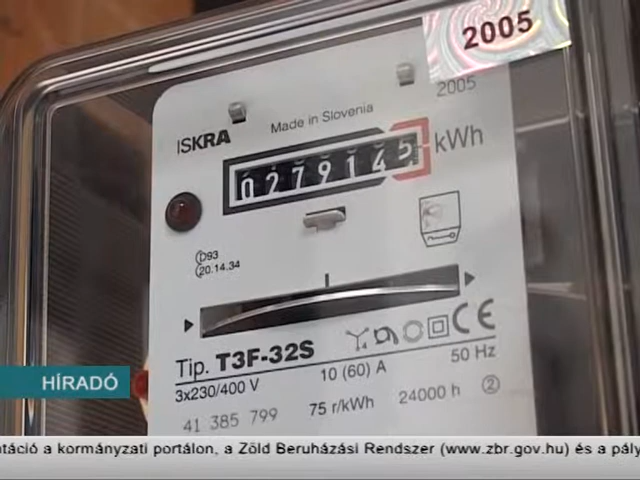 2005
2005
ISKRA
Made in Slovenia
0279145 kWh
D93
20.14.34
CE
Tip. T3F-32S
3x230/400 V 10 (60) A 50 Hz
41 385 799 75 r/kWh 24000 h 2
HÍRADÓ
ntáció a kormányzati portálon, a Zöld Beruházási Rendszer (www.zbr.gov.hu) és a pály